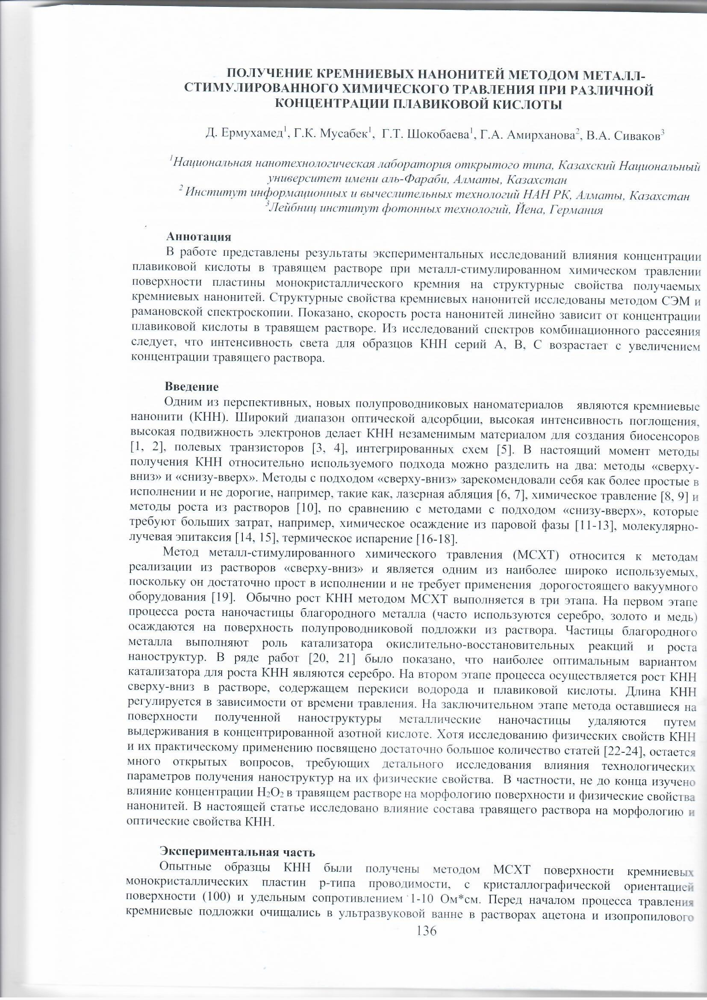 ПОЛУЧЕНИЕ КРЕМНИЕВЫХ НАНОНИТЕЙ МЕТОДОМ МЕТАЛЛ-
СТИМУЛИРОВАННОГО ХИМИЧЕСКОГО ТРАВЛЕНИЯ ПРИ РАЗЛИЧНОЙ
КОНЦЕНТРАЦИИ ПЛАВИКОВОЙ КИСЛОТЫ
Д. Ермухамед¹, Г.К. Мусабек¹, Г.Т. Шокобаева¹, Г.А. Амирханова², В.А. Сиваков³
¹Национальная нанотехнологическая лаборатория открытого типа, Казахский Национальный
университет имени аль-Фараби, Алматы, Казахстан
² Институт информационных и вычеслительных технологий НАН РК, Алматы, Казахстан
³Лейбниц институт фотонных технологий, Йена, Германия
Аннотация
В работе представлены результаты экспериментальных исследований влияния концентрации
плавиковой кислоты в травящем растворе при металл-стимулированном химическом травлении
поверхности пластины монокристаллического кремния на структурные свойства получаемых
кремниевых нанонитей. Структурные свойства кремниевых нанонитей исследованы методом СЭМ и
рамановской спектроскопии. Показано, скорость роста нанонитей линейно зависит от концентрации
плавиковой кислоты в травящем растворе. Из исследований спектров комбинационного рассеяния
следует, что интенсивность света для образцов КНН серий А, В, С возрастает с увеличением
концентрации травящего раствора.
Введение
Одним из перспективных, новых полупроводниковых наноматериалов являются кремниевые
нанонити (КНН). Широкий диапазон оптической адсорбции, высокая интенсивность поглощения,
высокая подвижность электронов делает КНН незаменимым материалом для создания биосенсоров
[1, 2], полевых транзисторов [3, 4], интегрированных схем [5]. В настоящий момент методы
получения КНН относительно используемого подхода можно разделить на два: методы «сверху-
вниз» и «снизу-вверх». Методы с подходом «сверху-вниз» зарекомендовали себя как более простые в
исполнении и не дорогие, например, такие как, лазерная абляция [6, 7], химическое травление [8, 9] и
методы роста из растворов [10], по сравнению с методами с подходом «снизу-вверх», которые
требуют больших затрат, например, химическое осаждение из паровой фазы [11-13], молекулярно-
лучевая эпитаксия [14, 15], термическое испарение [16-18].
Метод металл-стимулированного химического травления (МСХТ) относится к методам
реализации из растворов «сверху-вниз» и является одним из наиболее широко используемых,
поскольку он достаточно прост в исполнении и не требует применения дорогостоящего вакуумного
оборудования [19]. Обычно рост КНН методом МСХТ выполняется в три этапа. На первом этапе
процесса роста наночастицы благородного металла (часто используются серебро, золото и медь)
осаждаются на поверхность полупроводниковой подложки из раствора. Частицы благородного
металла выполняют роль катализатора окислительно-восстановительных реакций и роста
наноструктур. В ряде работ [20, 21] было показано, что наиболее оптимальным вариантом
катализатора для роста КНН являются серебро. На втором этапе процесса осуществляется рост КНН
сверху-вниз в растворе, содержащем перекиси водорода и плавиковой кислоты. Длина КНН
регулируется в зависимости от времени травления. На заключительном этапе метода оставшиеся на
поверхности полученной наноструктуры металлические наночастицы удаляются путем
выдерживания в концентрированной азотной кислоте. Хотя исследованию физических свойств КНН
и их практическому применению посвящено достаточно большое количество статей [22-24], остается
много открытых вопросов, требующих детального исследования влияния технологических
параметров получения наноструктур на их физические свойства. В частности, не до конца изучено
влияние концентрации H₂O₂ в травящем растворе на морфологию поверхности и физические свойства
нанонитей. В настоящей статье исследовано влияние состава травящего раствора на морфологию и
оптические свойства КНН.
Экспериментальная часть
Опытные образцы КНН были получены методом МСХТ поверхности кремниевых
монокристаллических пластин p-типа проводимости, с кристаллографической ориентацией
поверхности (100) и удельным сопротивлением 1-10 Ом*см. Перед началом процесса травления
кремниевые подложки очищались в ультразвуковой ванне в растворах ацетона и изопропилового
136